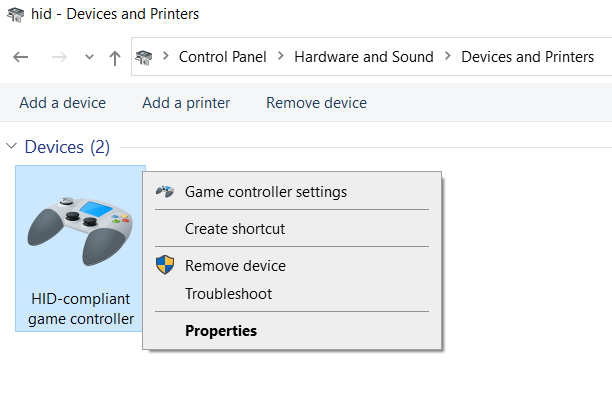 hid - Devices and Printers
Control Panel Hardware and Sound Devices and Printers
Add a device Add a printer Remove device
Devices (2)
Game controller settings
Create shortcut
Remove device
Troubleshoot
Properties
HID-compliant
game controller